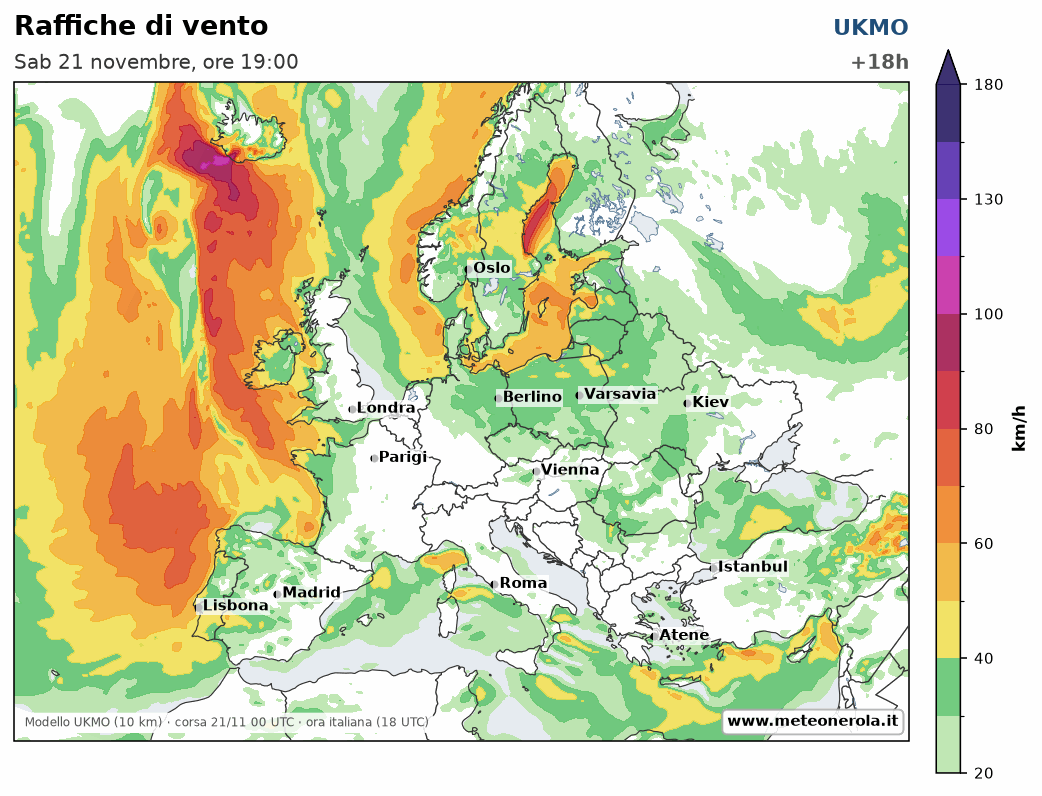 Raffiche di vento
UKMO
Sab 21 novembre, ore 19:00
+18h
180
130
100
80
60
40
20
km/h
Oslo
Berlino
Varsavia
Kiev
Londra
Parigi
Vienna
Istanbul
Roma
Madrid
Lisbona
Atene
Modello UKMO (10 km) · corsa 21/11 00 UTC · ora italiana (18 UTC)
www.meteonerola.it